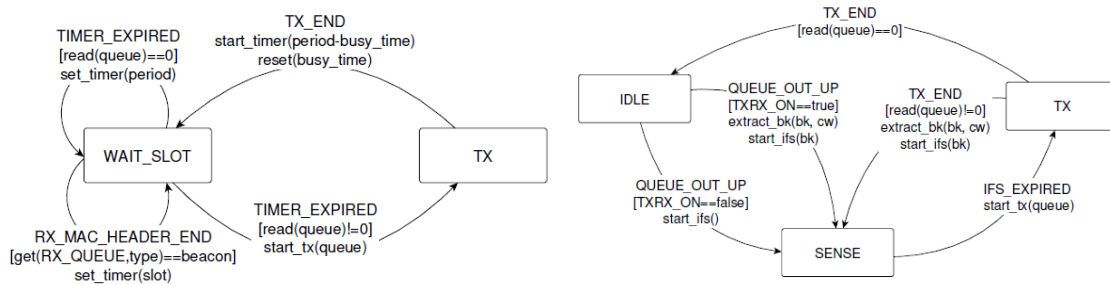 TIMER_EXPIRED
[read(queue)==0]
set_timer(period)
TX_END
start_timer(period-busy_time)
reset(busy_time)
WAIT_SLOT
TX
RX_MAC_HEADER_END
[get(RX_QUEUE,type)==beacon]
set_timer(slot)
TIMER_EXPIRED
[read(queue)!=0]
start_tx(queue)
TX_END
[read(queue)==0]
IDLE
QUEUE_OUT_UP
[TXRX_ON==true]
extract_bk(bk, cw)
start_ifs(bk)
TX_END
[read(queue)!=0]
extract_bk(bk, cw)
start_ifs(bk)
TX
QUEUE_OUT_UP
[TXRX_ON==false]
start_ifs()
IFS_EXPIRED
start_tx(queue)
SENSE